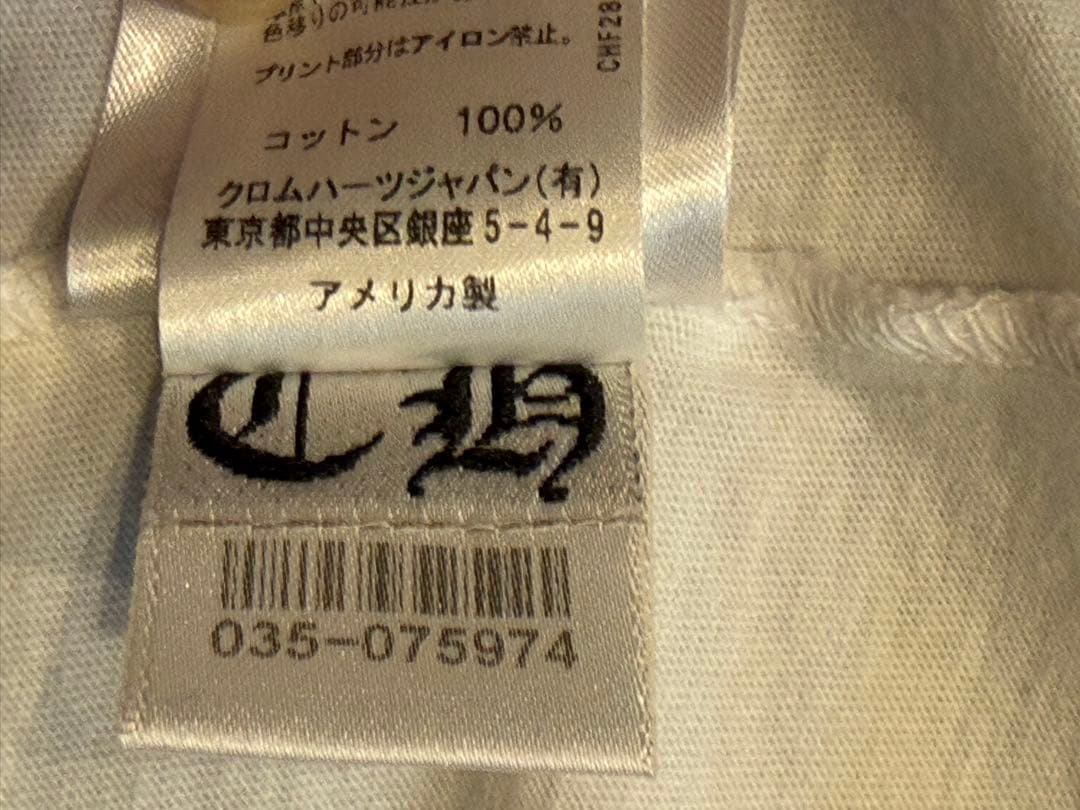 色移りの可能性が
プリント部分はアイロン禁止。
コットン 100%
クロムハーツジャパン(有)
東京都中央区銀座5-4-9
アメリカ製
CHF28
CH
035-075974